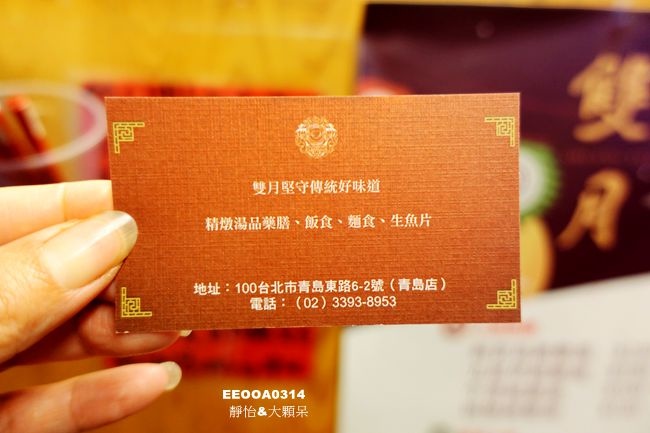 雙月
雙月堅守傳統好味道
精燉湯品藥膳、飯食、麵食、生魚片
地址：100台北市青島東路6-2號（青島店）
電話：（02）3393-8953
EEOOA0314
靜怡&大顆呆